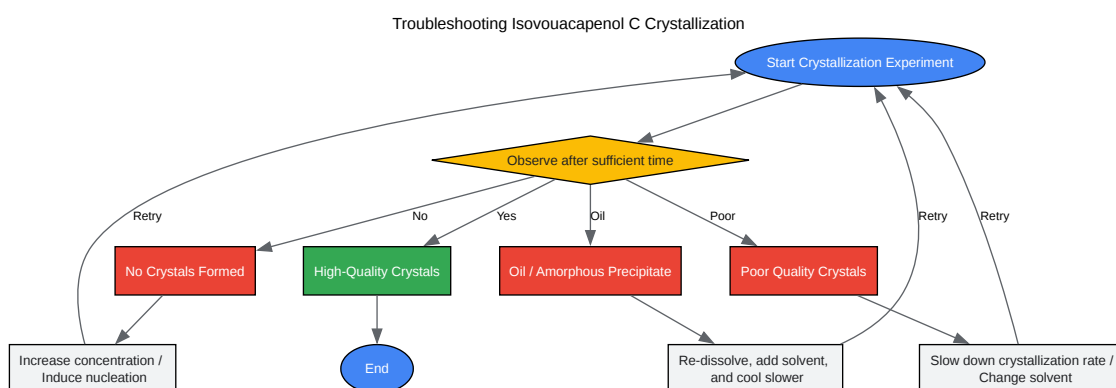 Troubleshooting Isovouacapenol C Crystallization
Start Crystallization Experiment
Observe after sufficient time
No
Yes
Oil
Poor
Retry
Retry
Retry
No Crystals Formed
High-Quality Crystals
Oil / Amorphous Precipitate
Poor Quality Crystals
Increase concentration /
Induce nucleation
End
Re-dissolve, add solvent,
and cool slower
Slow down crystallization rate /
Change solvent